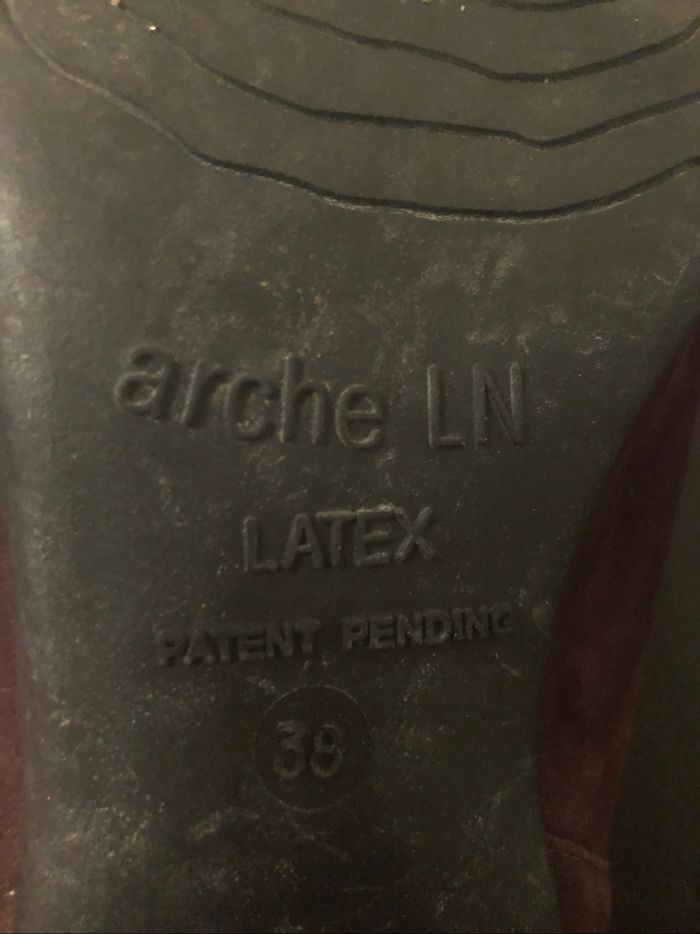 arche LN
LATEX
PATENT PENDING
38